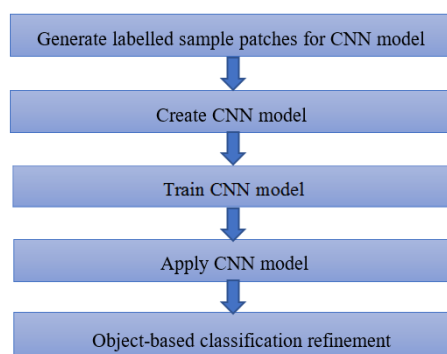 Generate labelled sample patches for CNN model
Create CNN model
Train CNN model
Apply CNN model
Object-based classification refinement